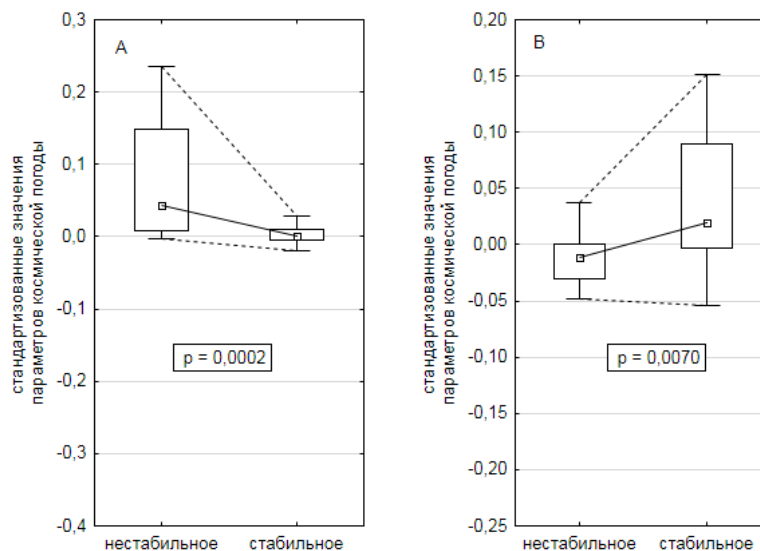 A
стандартизованные значения
параметров космической погоды
0,3
0,2
0,1
0,0
-0,1
-0,2
-0,3
-0,4
p = 0,0002
нестабильное стабильное
B
стандартизованные значения
параметров космической погоды
0,20
0,15
0,10
0,05
0,00
-0,05
-0,10
-0,15
-0,20
-0,25
p = 0,0070
нестабильное стабильное